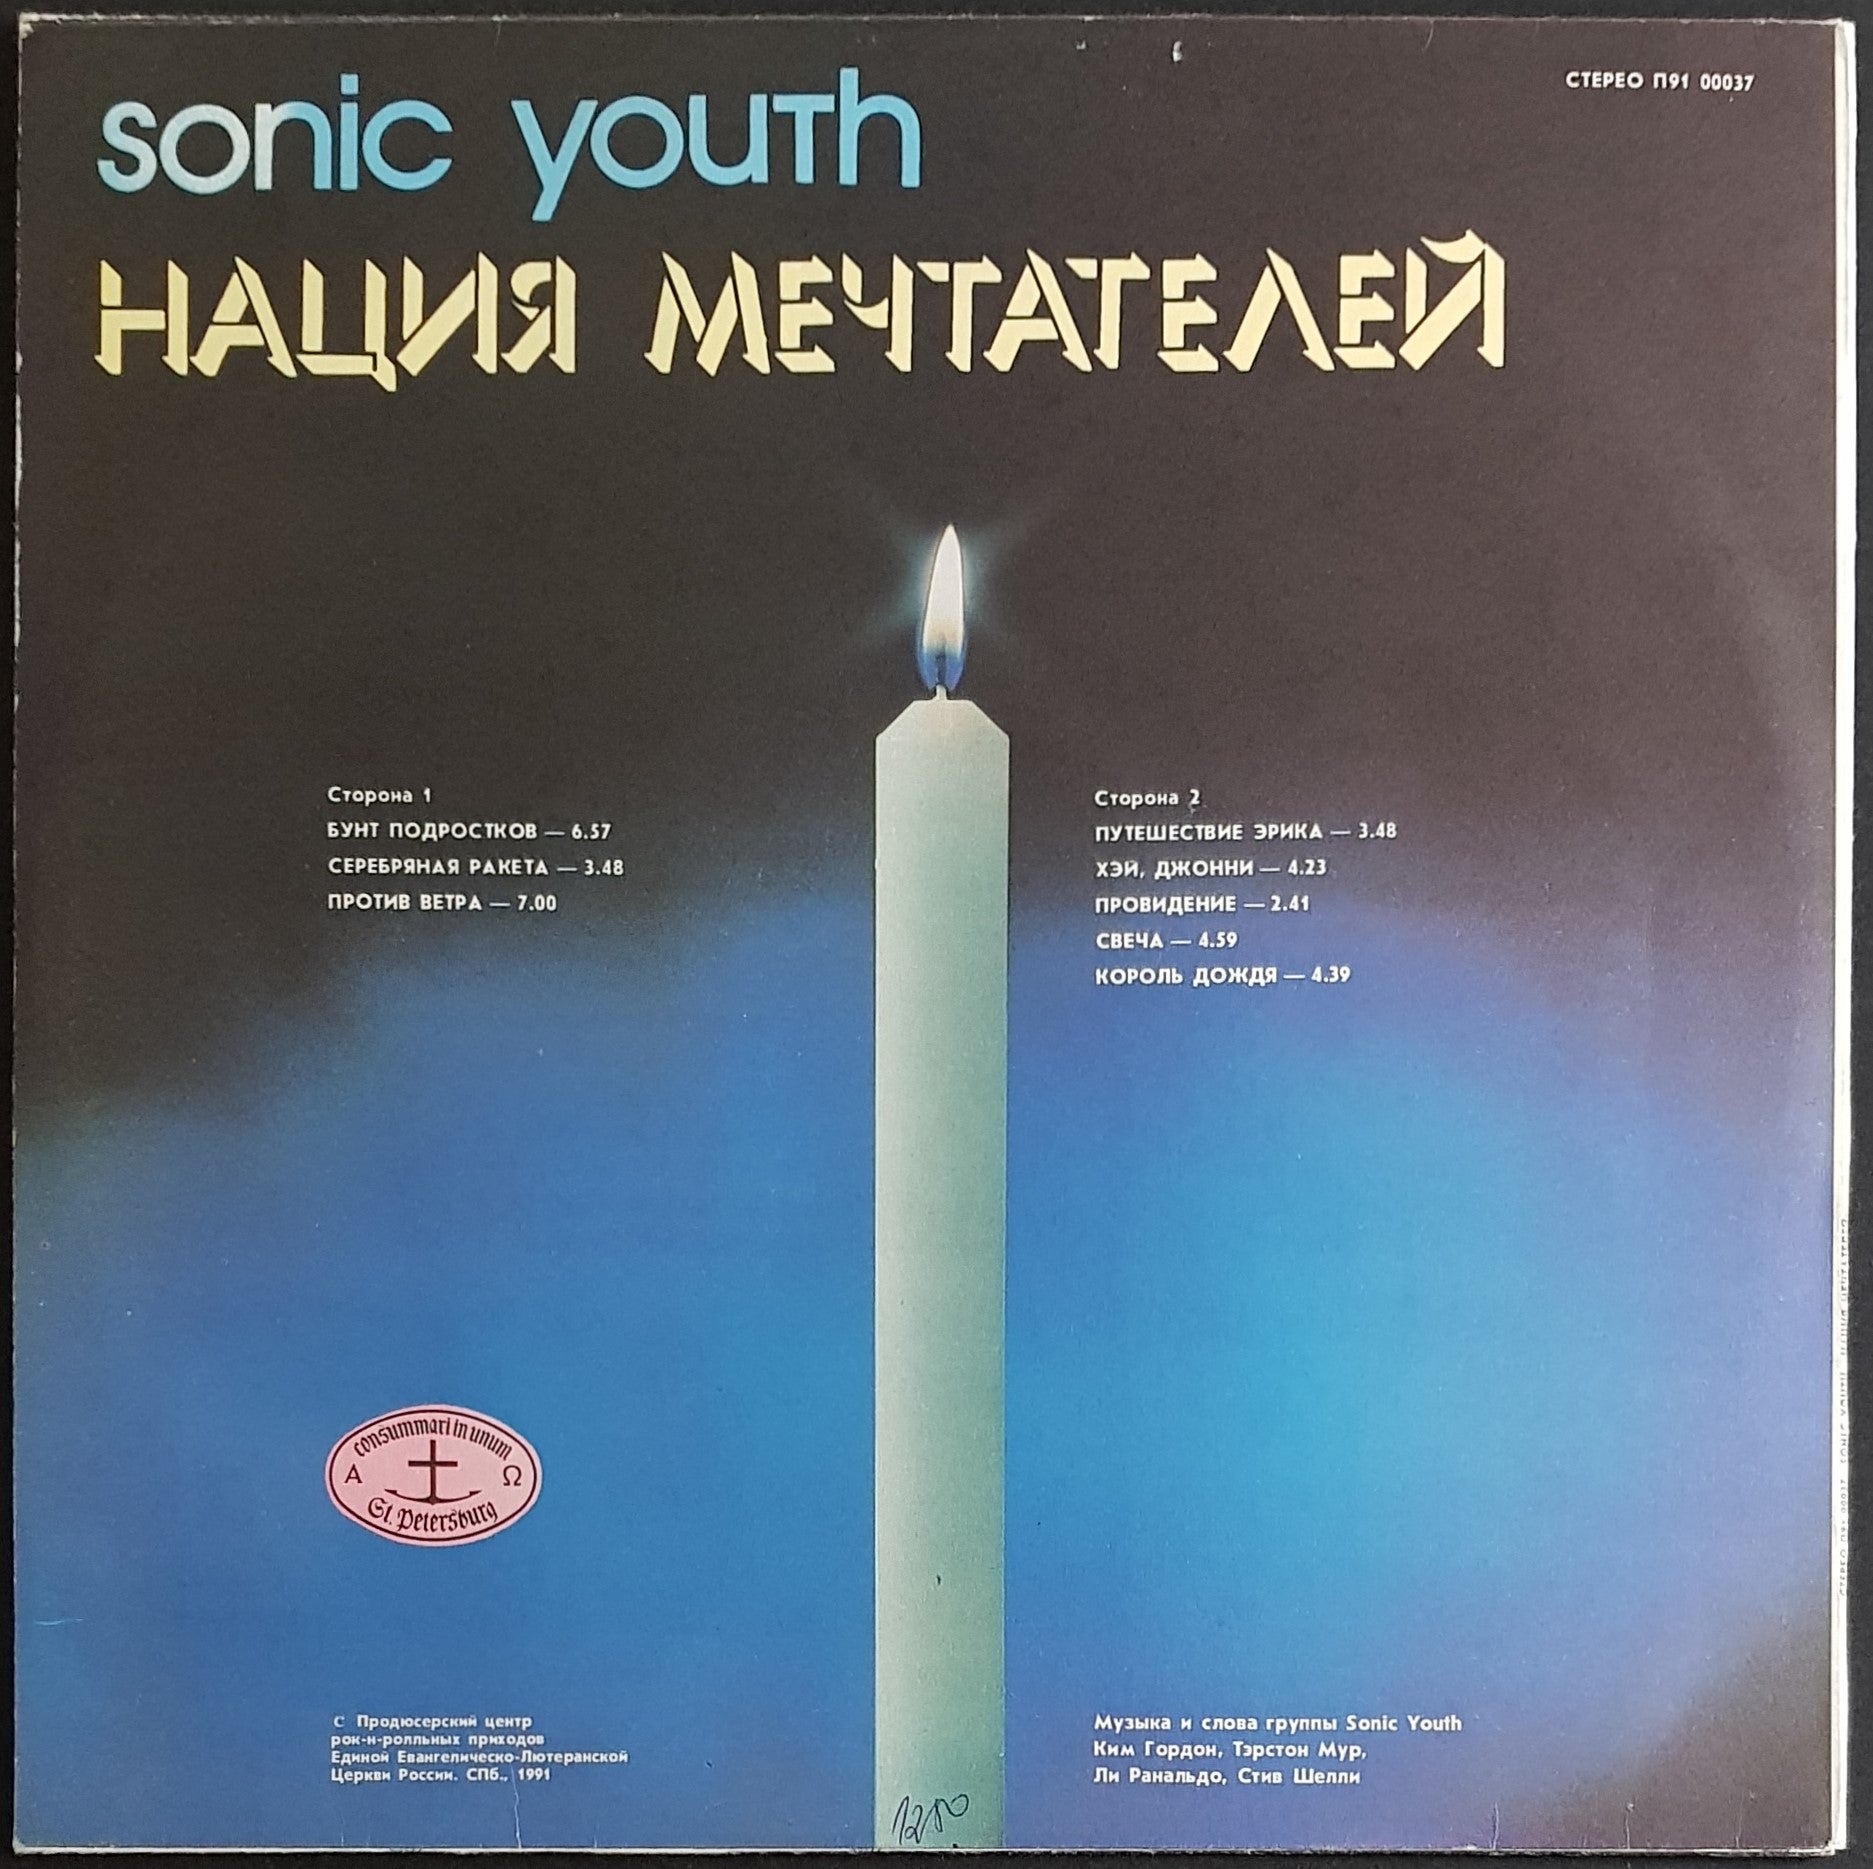 sonic youth
СТЕРЕО П91 00037
НАЦИЯ МЕЧТАТЕЛЕЙ
Сторона 1
БУНТ ПОДРОСТКОВ — 6.57
СЕРЕБРЯНАЯ РАКЕТА — 3.48
ПРОТИВ ВЕТРА — 7.00
Сторона 2
ПУТЕШЕСТВИЕ ЭРИКА — 3.48
ХЭЙ, ДЖОННИ — 4.23
ПРОВИДЕНИЕ — 2.41
СВЕЧА — 4.59
КОРОЛЬ ДОЖДЯ — 4.39
consummari in unum
Α Ω
St. Petersburg
С Продюсерский центр
рок-н-ролльных приходов
Единой Евангелическо-Лютеранской
Церкви России. СПб., 1991
Музыка и слова группы Sonic Youth
Ким Гордон, Тэрстон Мур,
Ли Ранальдо, Стив Шелли